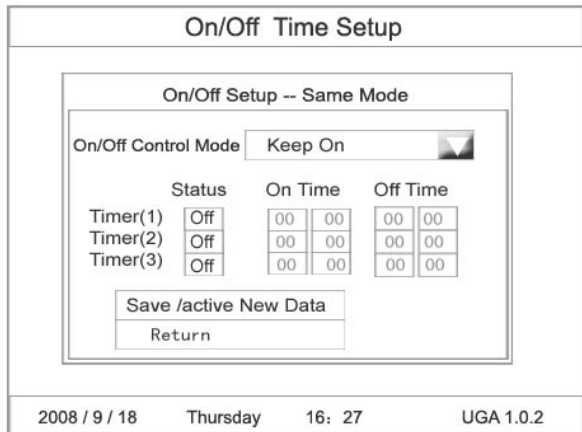 On/Off Time Setup
On/Off Setup -- Same Mode
On/Off Control Mode Keep On
Status On Time Off Time
Timer(1) Off 00 00 00 00
Timer(2) Off 00 00 00 00
Timer(3) Off 00 00 00 00
Save /active New Data
Return
2008 / 9 / 18 Thursday 16: 27 UGA 1.0.2